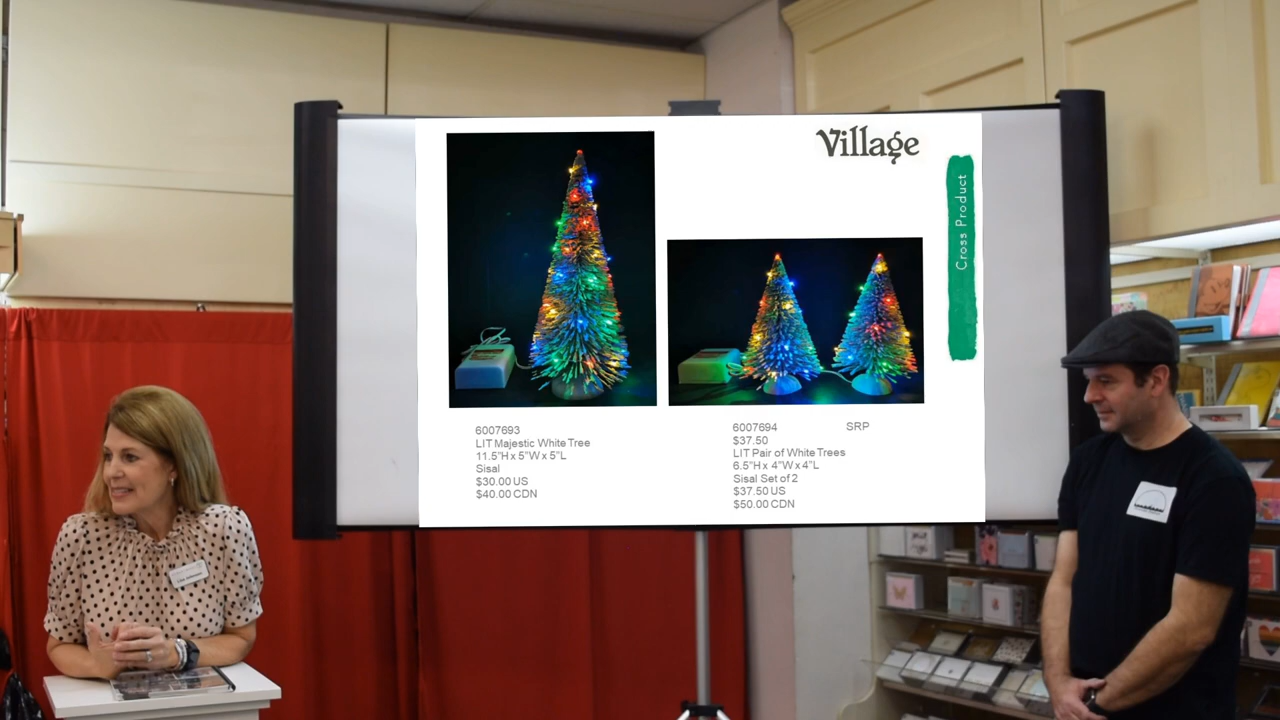 Village
Cross Product
6007693
LIT Majestic White Tree
11.5"H x 5"W x 5"L
Sisal
$30.00 US
$40.00 CDN
6007694 SRP
$37.50
LIT Pair of White Trees
6.5"H x 4"W x 4"L
Sisal Set of 2
$37.50 US
$50.00 CDN